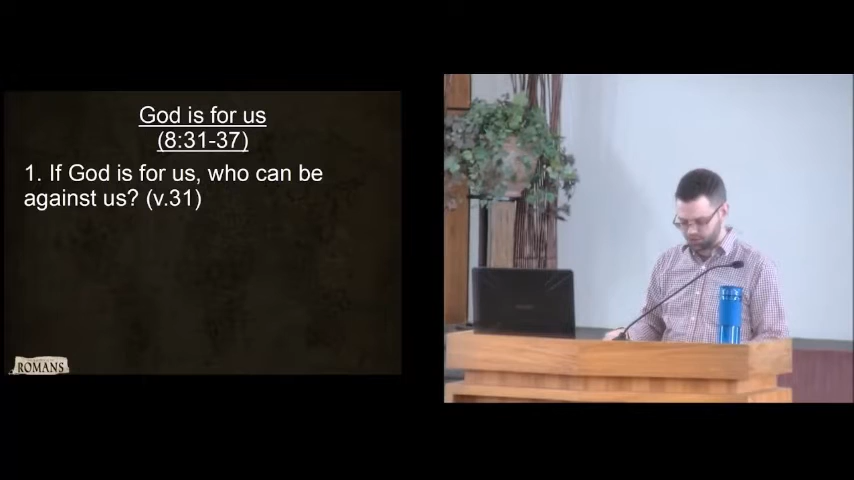 God is for us
(8:31-37)
1. If God is for us, who can be
against us? (v.31)
ROMANS